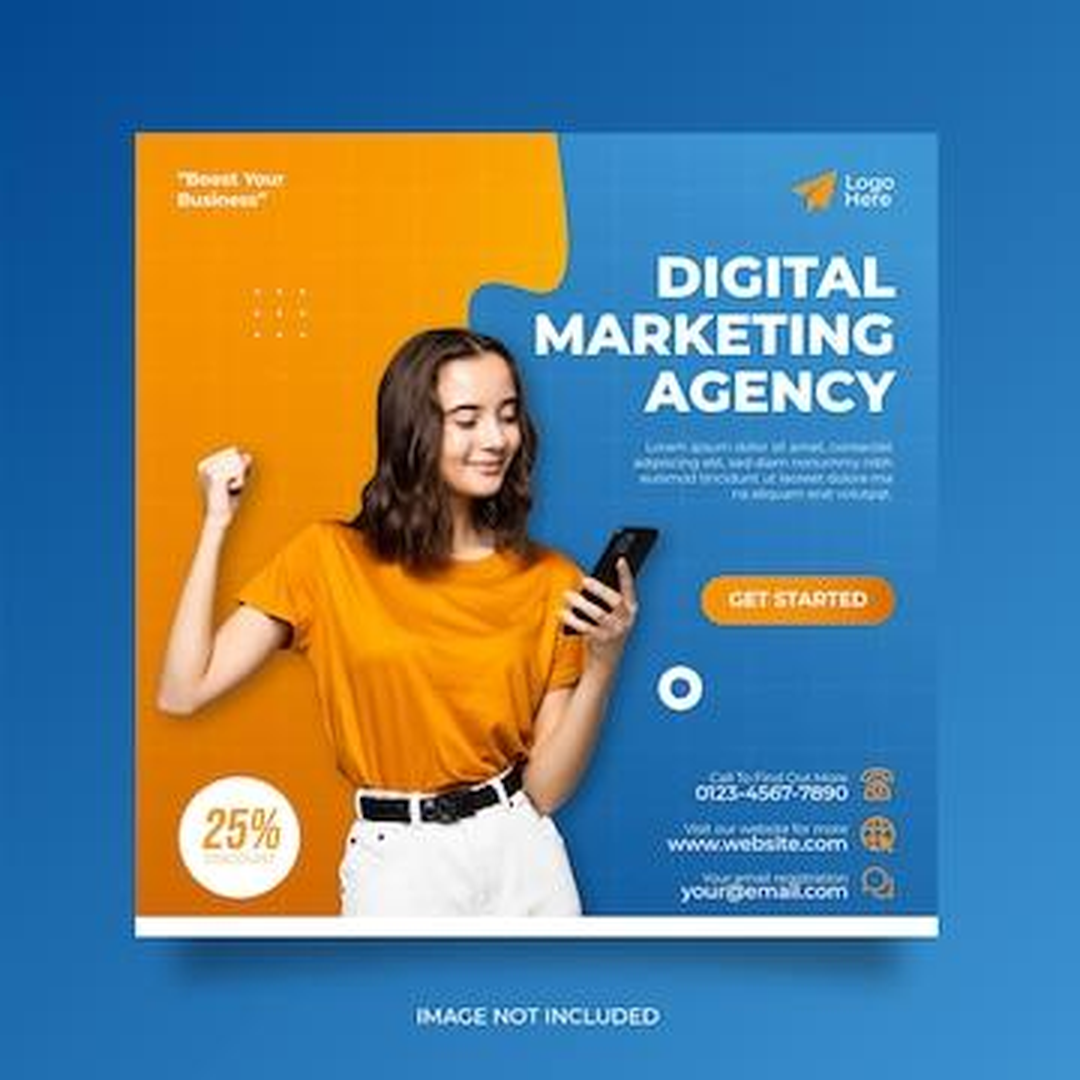 "Boost Your
Business"
Logo
Here
DIGITAL
MARKETING
AGENCY
Lorem ipsum dolor sit amet, consectet
adipiscing elit, sed diam nonummy nibh
euismod tincidunt ut laoreet dolore ma
na aliquam erat volutpat.
GET STARTED
Call To Find Out More
0123-4567-7890
Visit our website for more
www.website.com
Your email registration
your@email.com
25%
DISCOUNT
IMAGE NOT INCLUDED